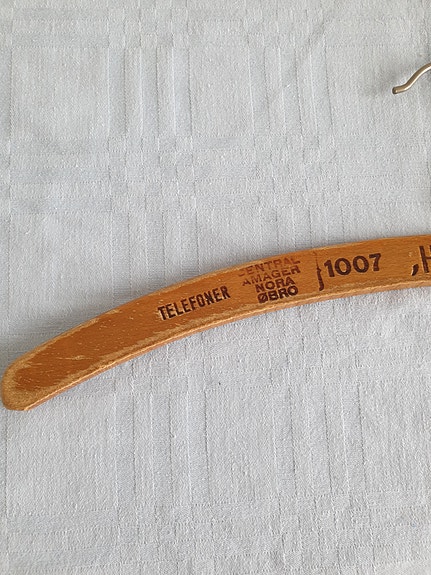 TELEFONER
CENTRAL
AMAGER
NORA
ØBRO
} 1007
„H